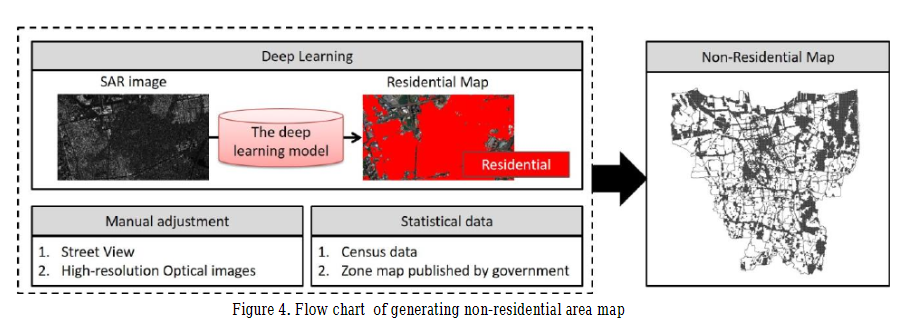 Deep Learning
SAR image
Residential Map
The deep
learning model
Residential
Manual adjustment
1. Street View
2. High-resolution Optical images
Statistical data
1. Census data
2. Zone map published by government
Non-Residential Map
Figure 4. Flow chart of generating non-residential area map